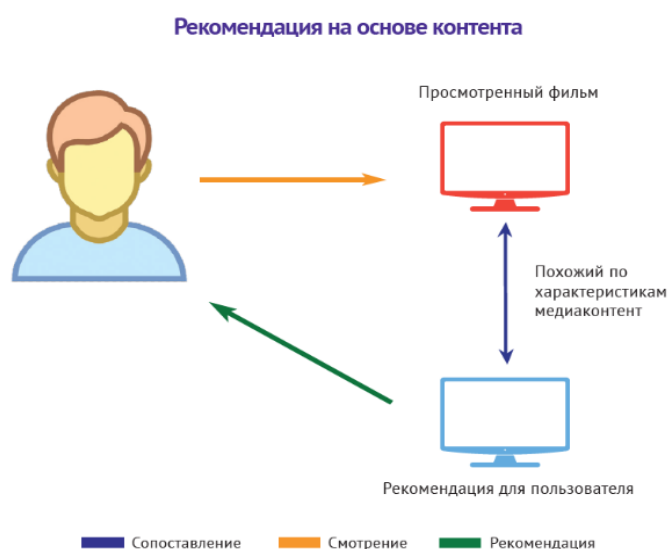 Рекомендация на основе контента
Просмотренный фильм
Похожий по
характеристикам
медиаконтент
Рекомендация для пользователя
Сопоставление
Смотрение
Рекомендация